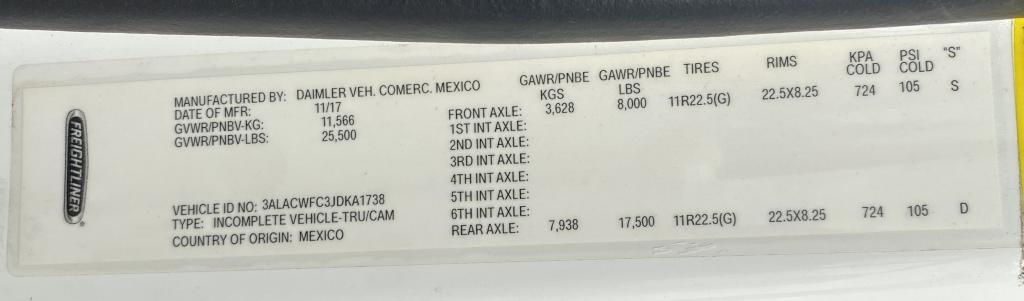 FREIGHTLINER
MANUFACTURED BY: DAIMLER VEH. COMERC. MEXICO
DATE OF MFR: 11/17
GVWR/PNBV-KG: 11,566
GVWR/PNBV-LBS: 25,500
VEHICLE ID NO: 3ALACWFC3JDKA1738
TYPE: INCOMPLETE VEHICLE-TRU/CAM
COUNTRY OF ORIGIN: MEXICO
GAWR/PNBE KGS GAWR/PNBE LBS TIRES RIMS KPA COLD PSI COLD "S"
FRONT AXLE: 3,628 8,000 11R22.5(G) 22.5X8.25 724 105 S
1ST INT AXLE:
2ND INT AXLE:
3RD INT AXLE:
4TH INT AXLE:
5TH INT AXLE:
6TH INT AXLE:
REAR AXLE: 7,938 17,500 11R22.5(G) 22.5X8.25 724 105 D